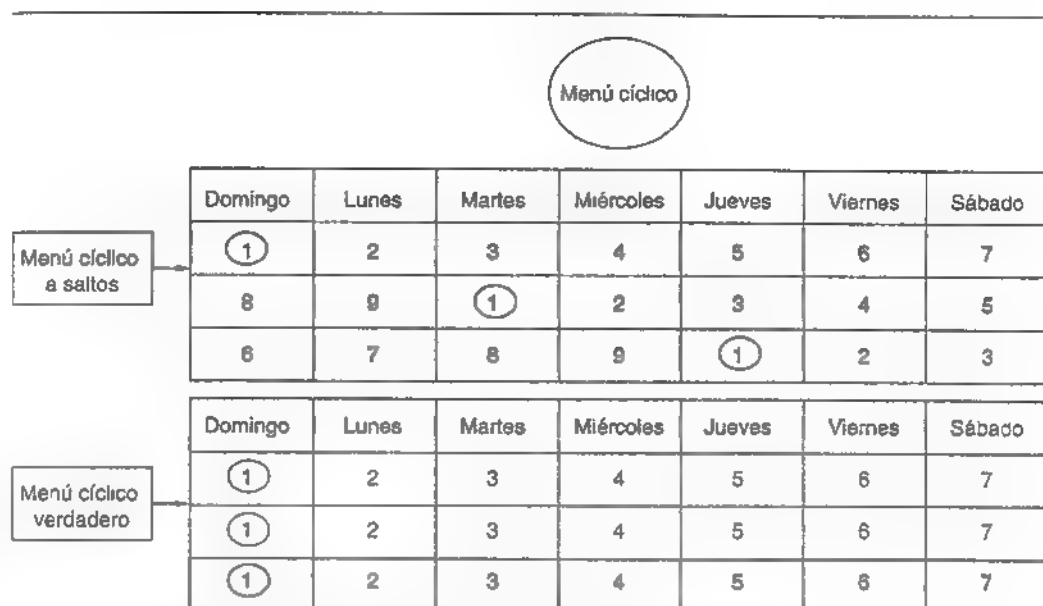 Menú cíclico
Domingo Lunes Martes Miércoles Jueves Viernes Sábado
Menú cíclico
a saltos
1 2 3 4 5 6 7
8 9 1 2 3 4 5
6 7 8 9 1 2 3
Domingo Lunes Martes Miércoles Jueves Viernes Sábado
Menú cíclico
verdadero
1 2 3 4 5 6 7
1 2 3 4 5 6 7
1 2 3 4 5 6 7